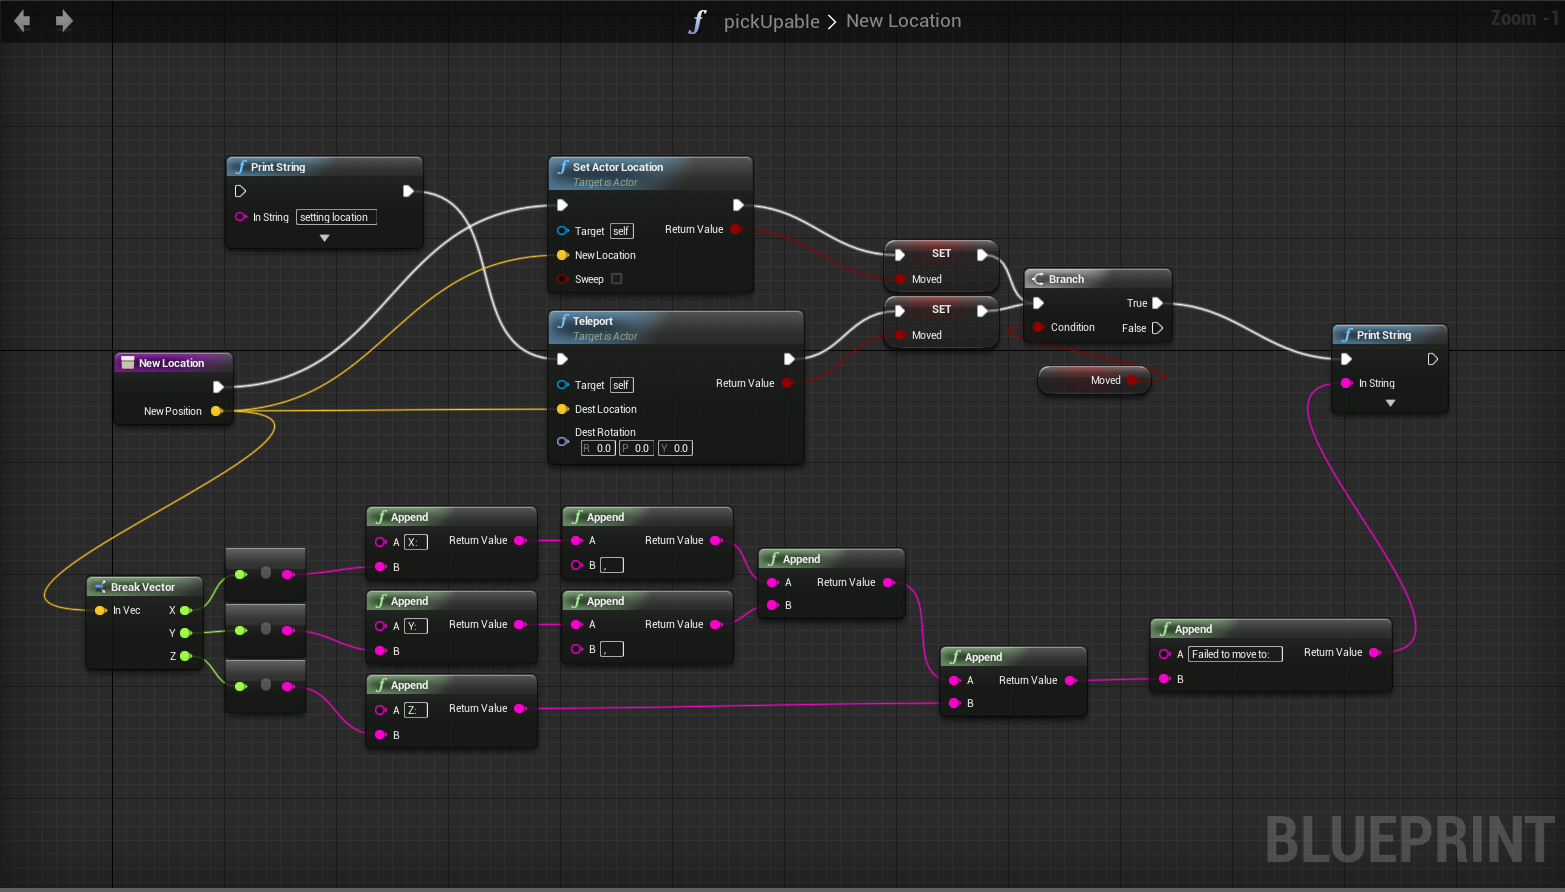 pickUpable > New Location
Zoom -1
Print String
In String setting location
Set Actor Location
Target is Actor
Target self
Return Value
New Location
Sweep
SET
Moved
Branch
True
Condition
False
SET
Moved
Moved
Teleport
Target is Actor
Target self
Return Value
Dest Location
Dest Rotation
R 0.0 P 0.0 Y 0.0
Print String
In String
New Location
New Position
Break Vector
In Vec
X
Y
Z
Append
A X:
Return Value
B
Append
A
Return Value
B ,
Append
A Y:
Return Value
B
Append
A
Return Value
B ,
Append
A Z:
Return Value
B
Append
A
Return Value
B
Append
A
Return Value
B
Append
A Failed to move to:
Return Value
B
BLUEPRINT